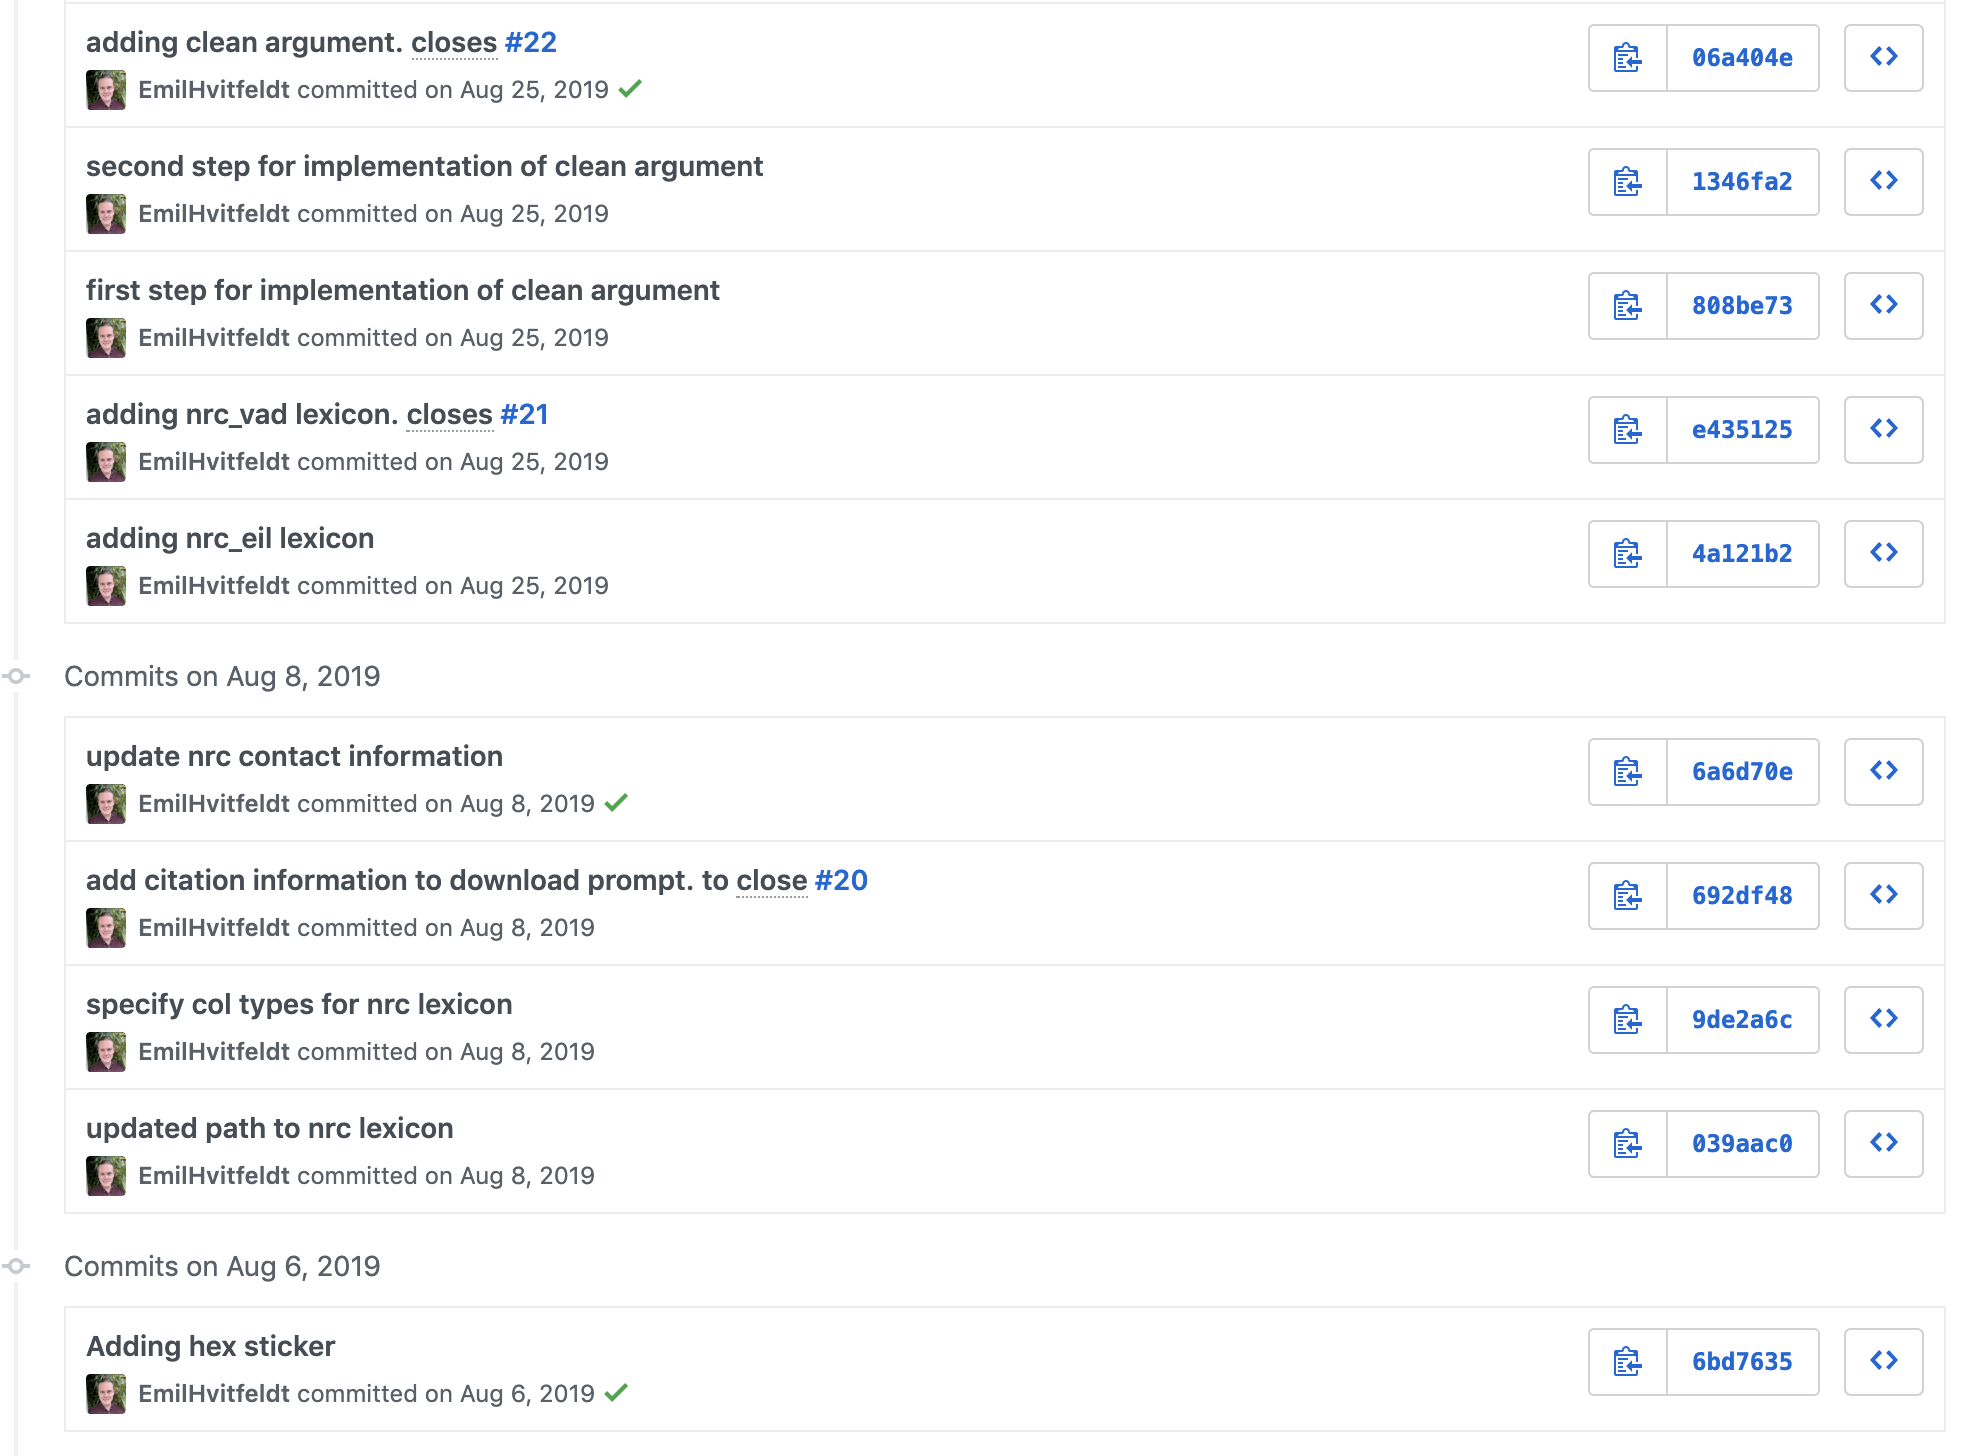 adding clean argument. closes #22
06a404e
EmilHvitfeldt committed on Aug 25, 2019
second step for implementation of clean argument
1346fa2
EmilHvitfeldt committed on Aug 25, 2019
first step for implementation of clean argument
808be73
EmilHvitfeldt committed on Aug 25, 2019
adding nrc_vad lexicon. closes #21
e435125
EmilHvitfeldt committed on Aug 25, 2019
adding nrc_eil lexicon
4a121b2
EmilHvitfeldt committed on Aug 25, 2019
Commits on Aug 8, 2019
update nrc contact information
6a6d70e
EmilHvitfeldt committed on Aug 8, 2019
add citation information to download prompt. to close #20
692df48
EmilHvitfeldt committed on Aug 8, 2019
specify col types for nrc lexicon
9de2a6c
EmilHvitfeldt committed on Aug 8, 2019
updated path to nrc lexicon
039aac0
EmilHvitfeldt committed on Aug 8, 2019
Commits on Aug 6, 2019
Adding hex sticker
6bd7635
EmilHvitfeldt committed on Aug 6, 2019